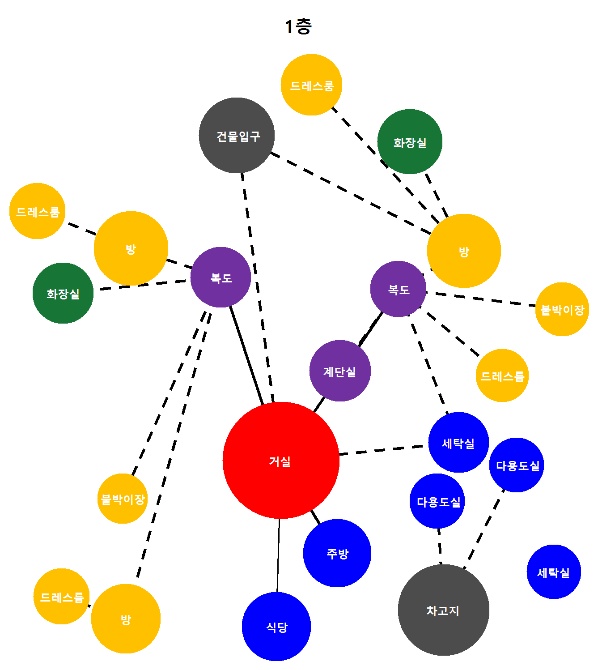 1층
드레스룸
건물입구
화장실
드레스룸
방
방
복도
복도
화장실
붙박이장
계단실
드레스룸
세탁실
거실
다용도실
붙박이장
다용도실
주방
세탁실
드레스룸
차고지
방
식당